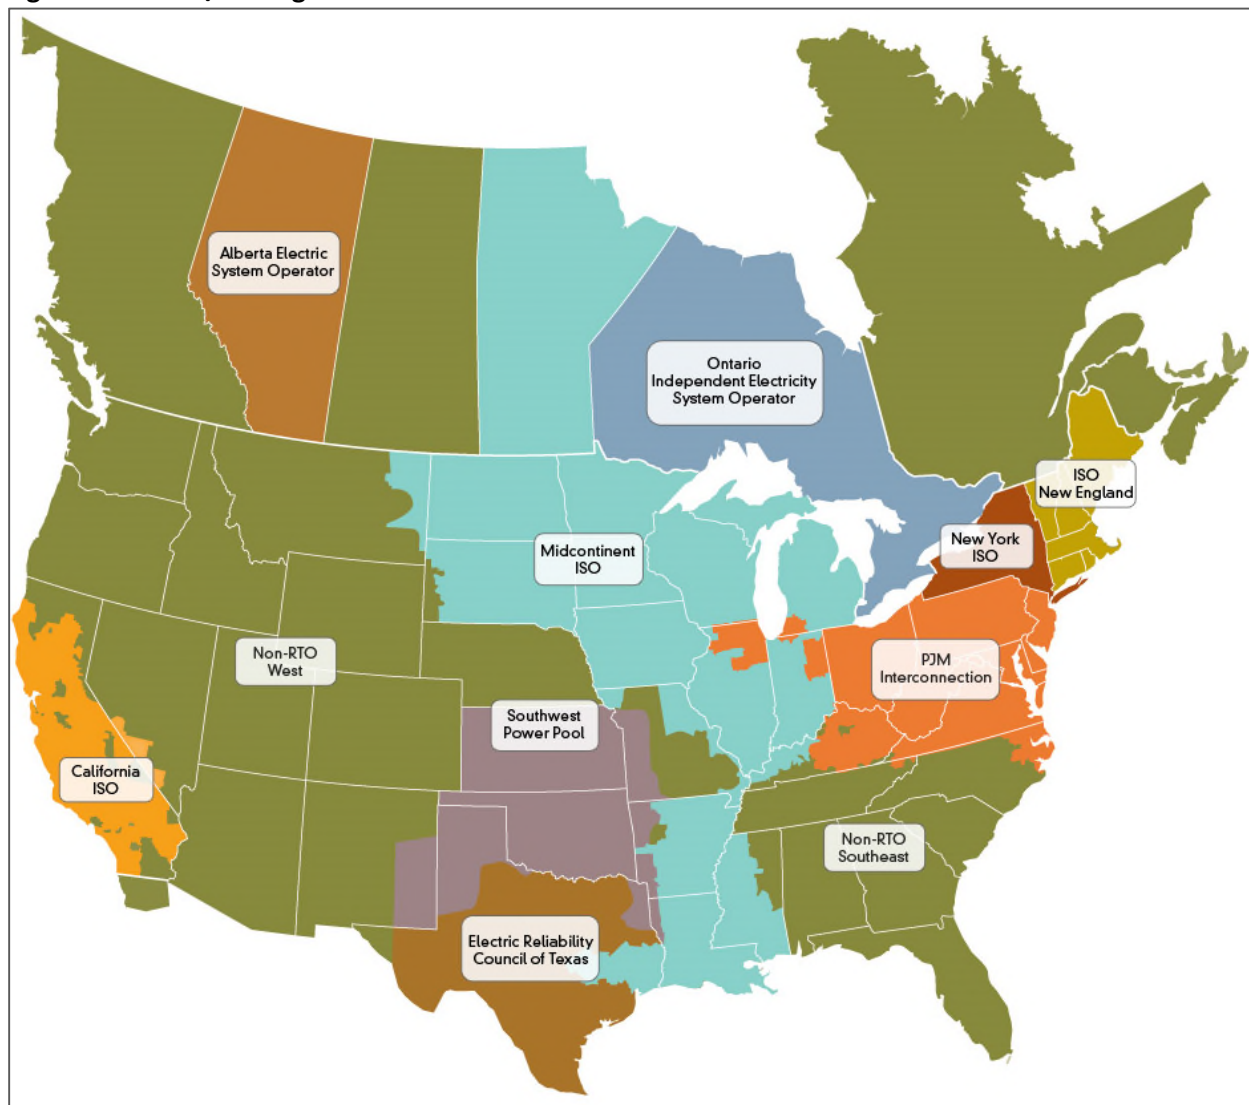 Alberta Electric
System Operator
Ontario
Independent Electricity
System Operator
ISO
New England
New York
ISO
Midcontinent
ISO
Non-RTO
West
PJM
Interconnection
Southwest
Power Pool
California
ISO
Non-RTO
Southeast
Electric Reliability
Council of Texas